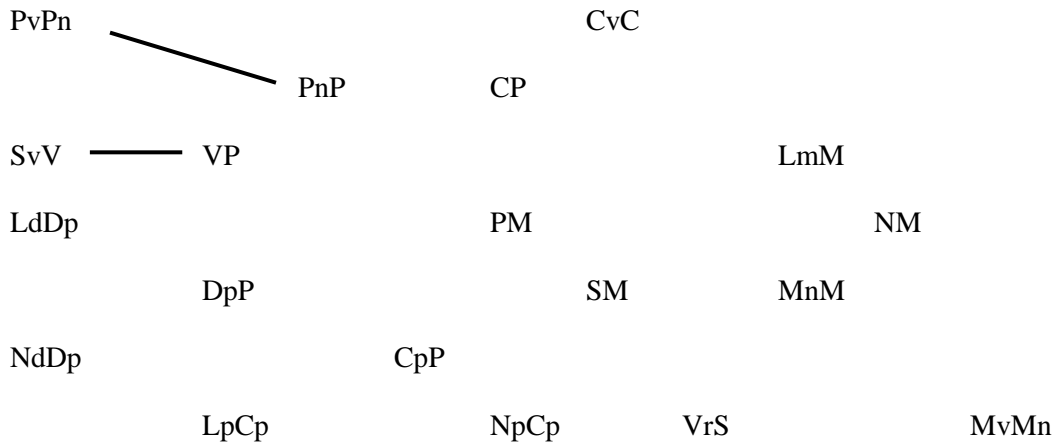 PvPn CvC
PnP CP
SvV VP LmM
LdDp PM NM
DpP SM MnM
NdDp CpP
LpCp NpCp VrS MvMn